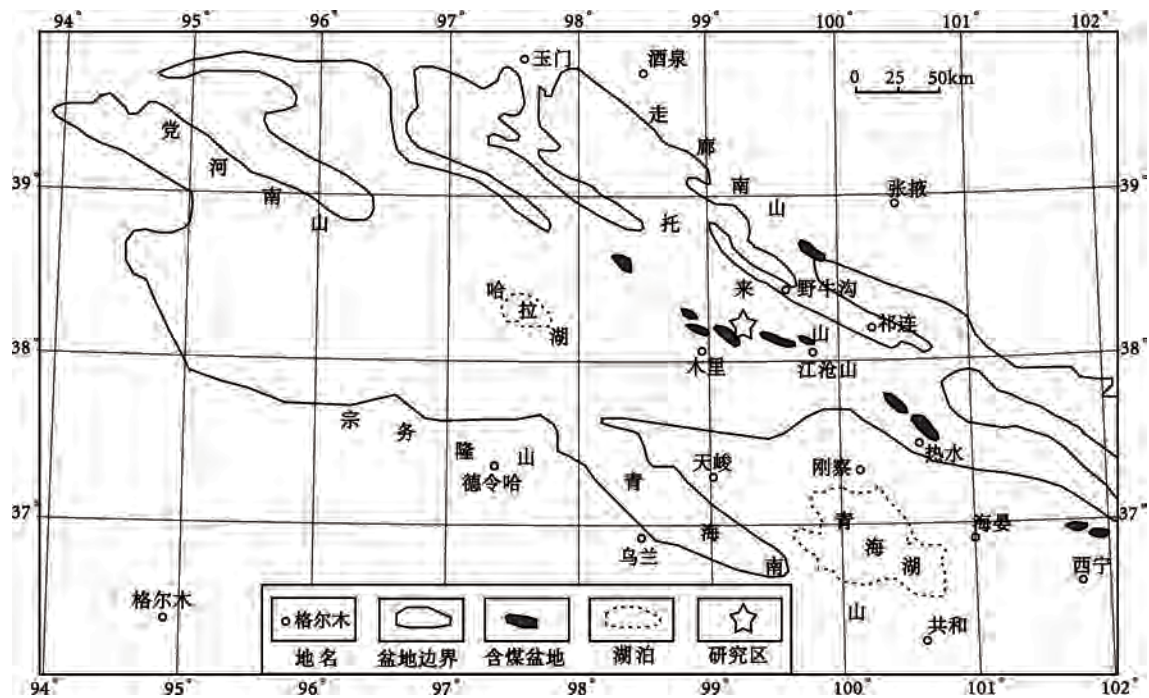 94° 95° 96° 97° 98° 99° 100° 101° 102°
玉门
酒泉
0 25 50km
走廊南山
党河南山
39° 39°
张掖
托来山
哈拉湖
野牛沟
祁连
38° 38°
木里
江沧山
宗务隆山
热水
德令哈
天峻
刚察
青海南山
37° 37°
青海湖
海晏
乌兰
西宁
格尔木
共和
格尔木
地名
盆地边界
含煤盆地
湖泊
研究区
94° 95° 96° 97° 98° 99° 100° 101° 102°